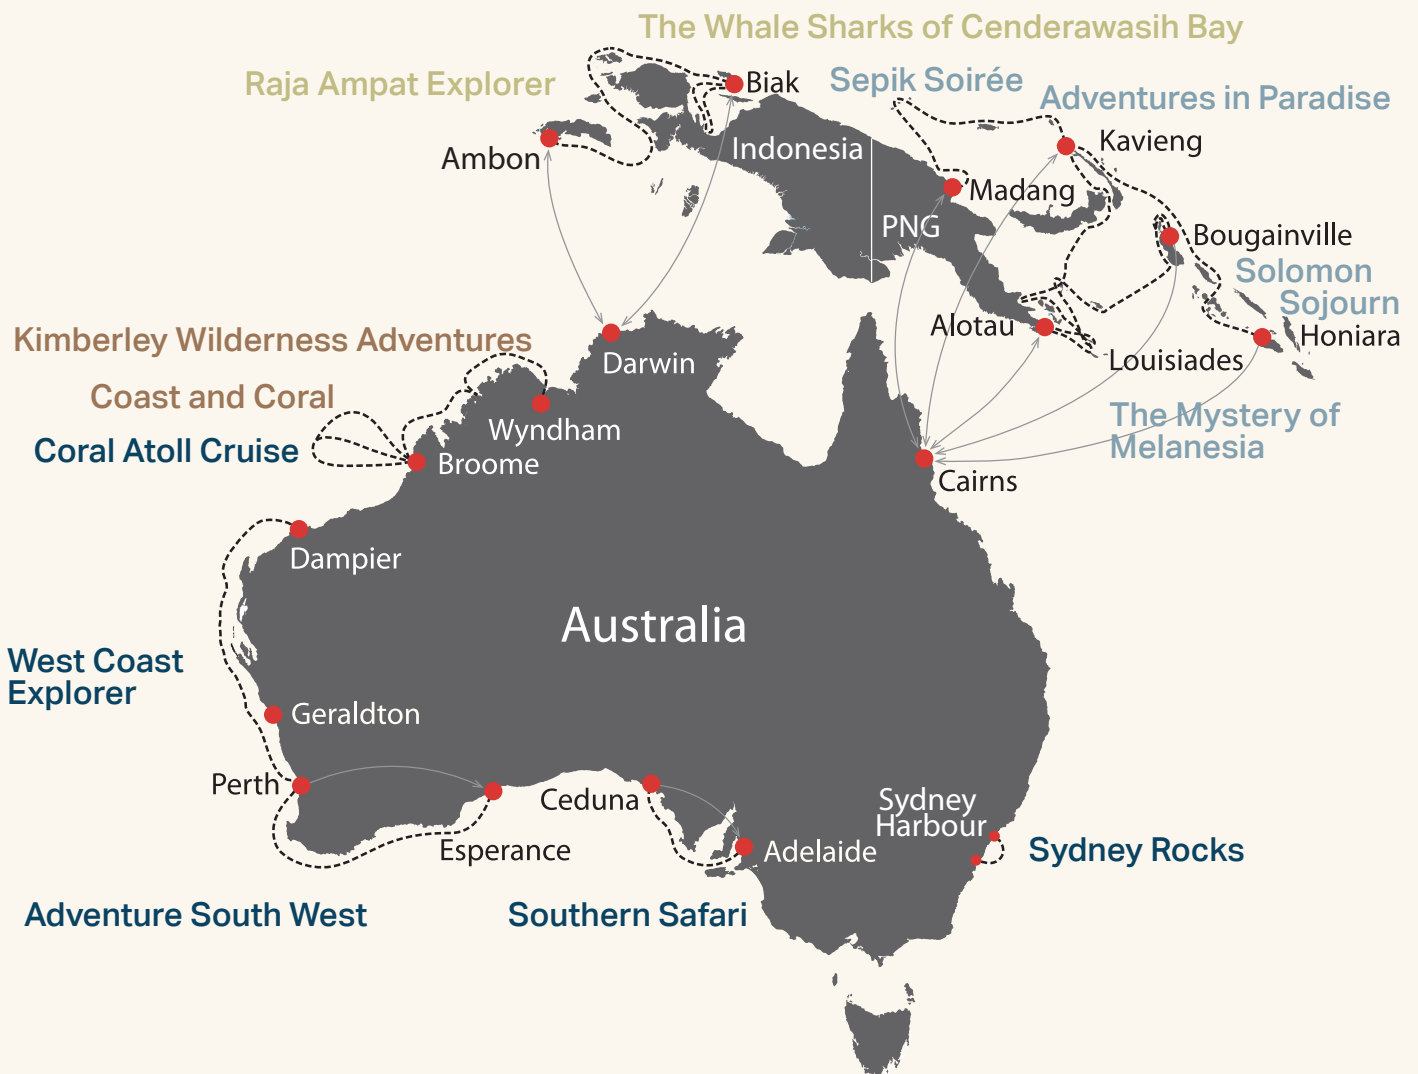 The Whale Sharks of Cenderawasih Bay
Raja Ampat Explorer
Biak
Sepik Soirée
Adventures in Paradise
Ambon
Indonesia
Kavieng
Madang
PNG
Bougainville
Solomon
Sojourn
Alotau
Honiara
Louisiades
Kimberley Wilderness Adventures
Darwin
Coast and Coral
Wyndham
The Mystery of
Melanesia
Coral Atoll Cruise
Broome
Cairns
Dampier
Australia
West Coast
Explorer
Geraldton
Perth
Ceduna
Sydney
Harbour
Esperance
Adelaide
Sydney Rocks
Adventure South West
Southern Safari